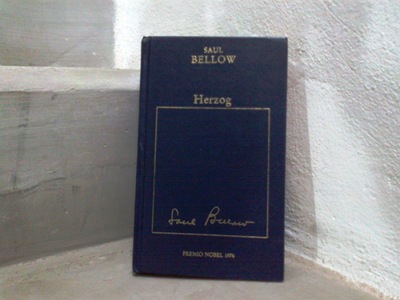 SAUL
BELLOW
Herzog
Saul Bellow
PREMIO NOBEL 1976